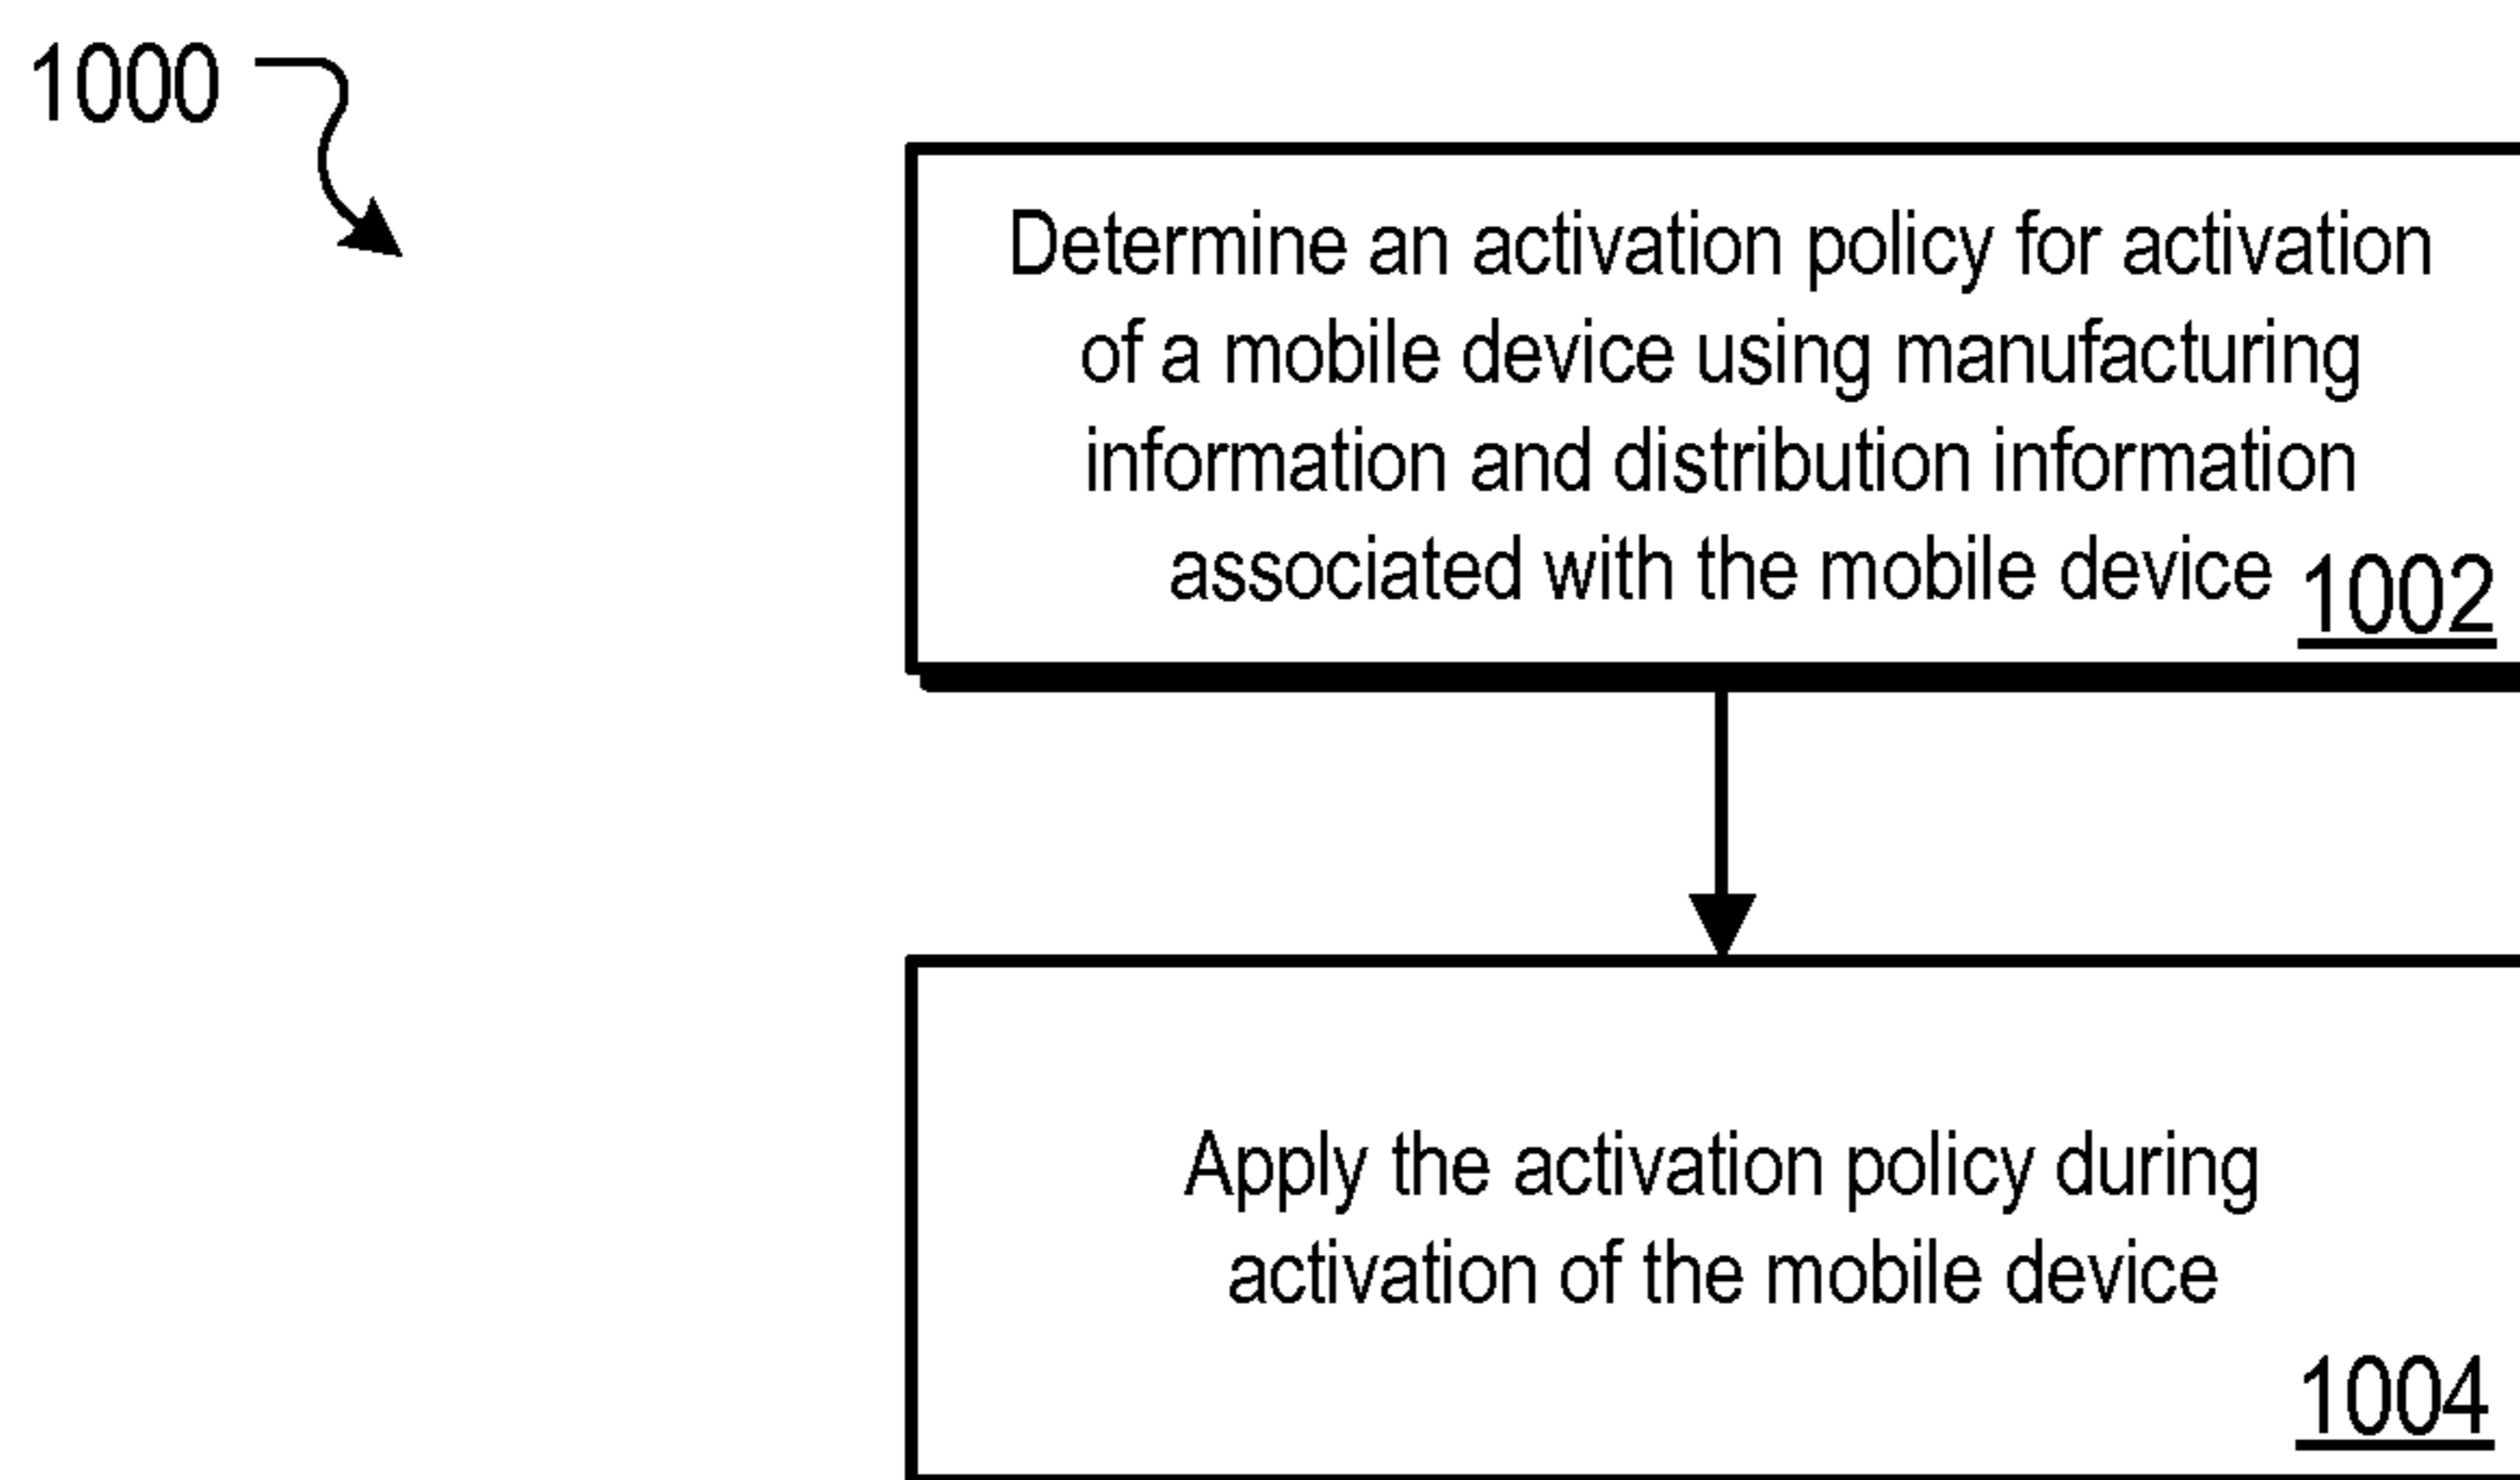 1000
Determine an activation policy for activation
of a mobile device using manufacturing
information and distribution information
associated with the mobile device 1002
Apply the activation policy during
activation of the mobile device
1004